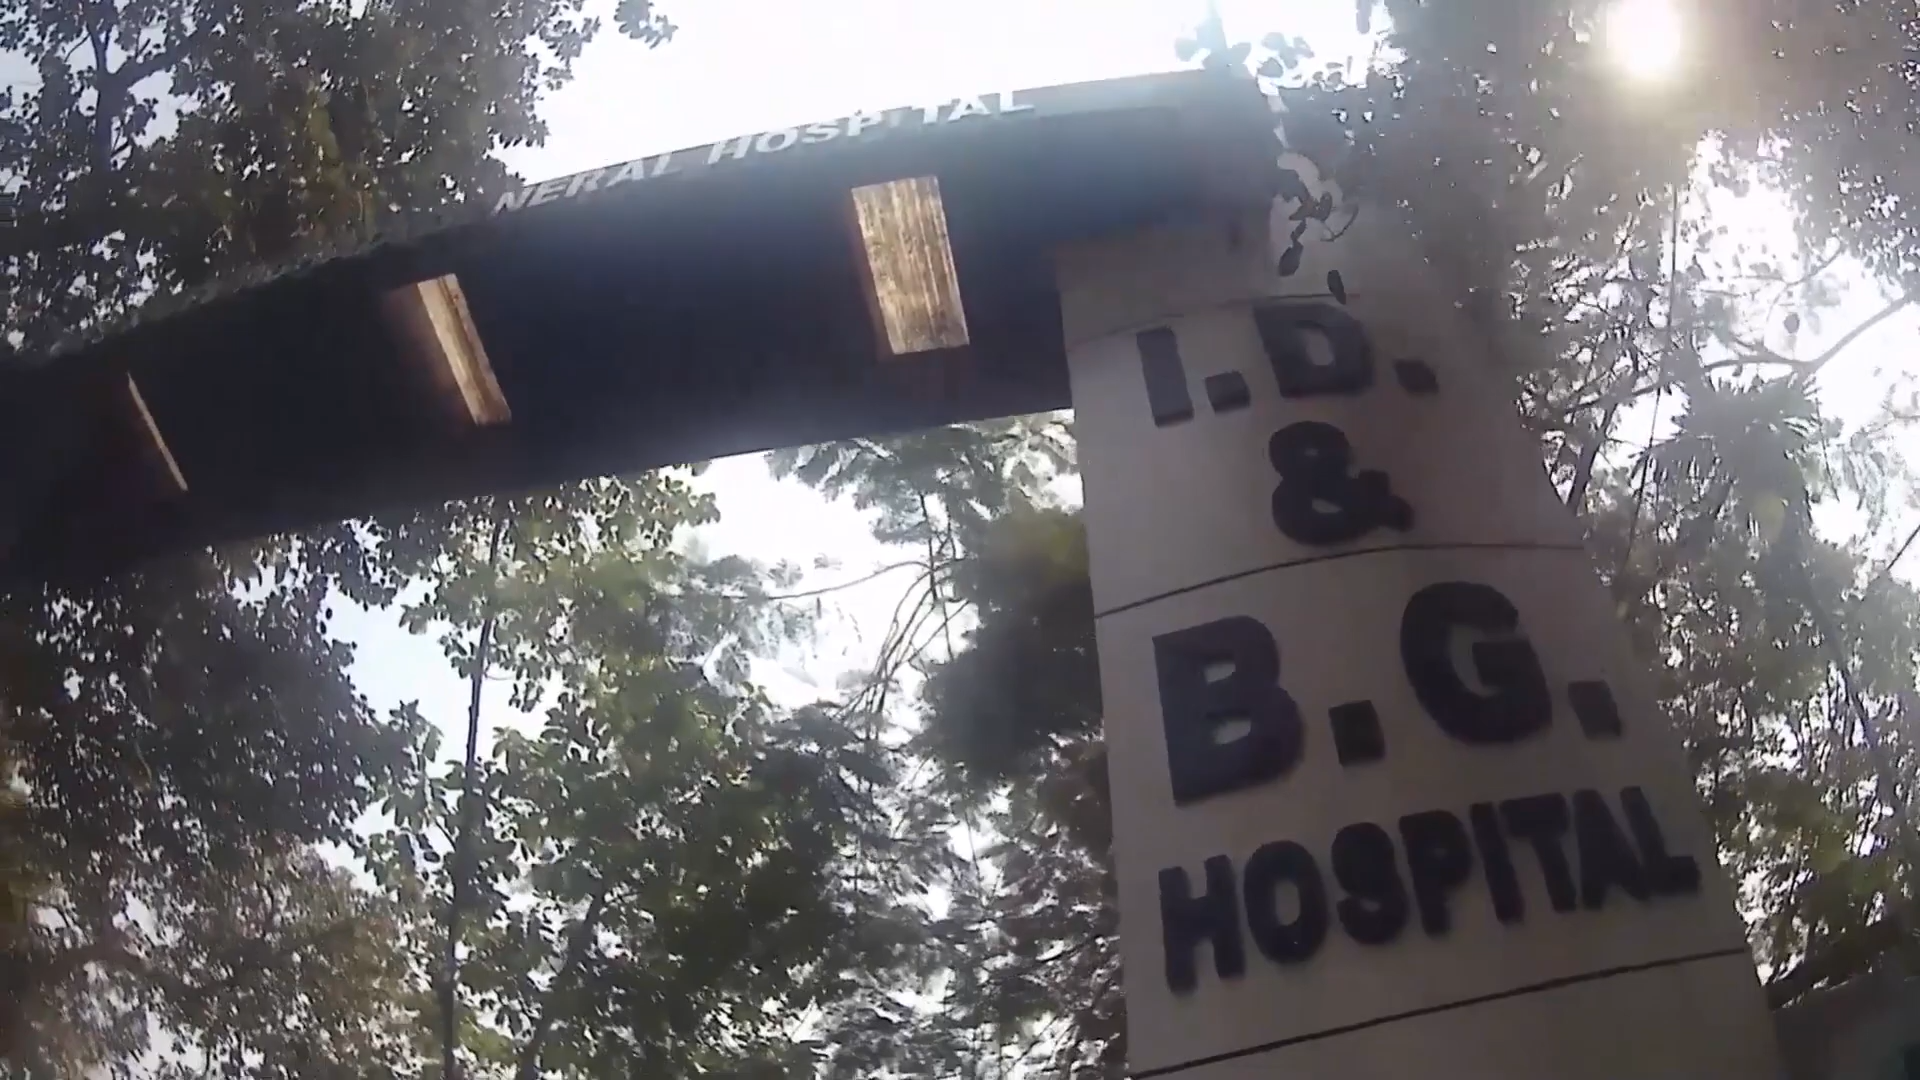 NERAL HOSPITAL
I.D.
&
B.G.
HOSPITAL